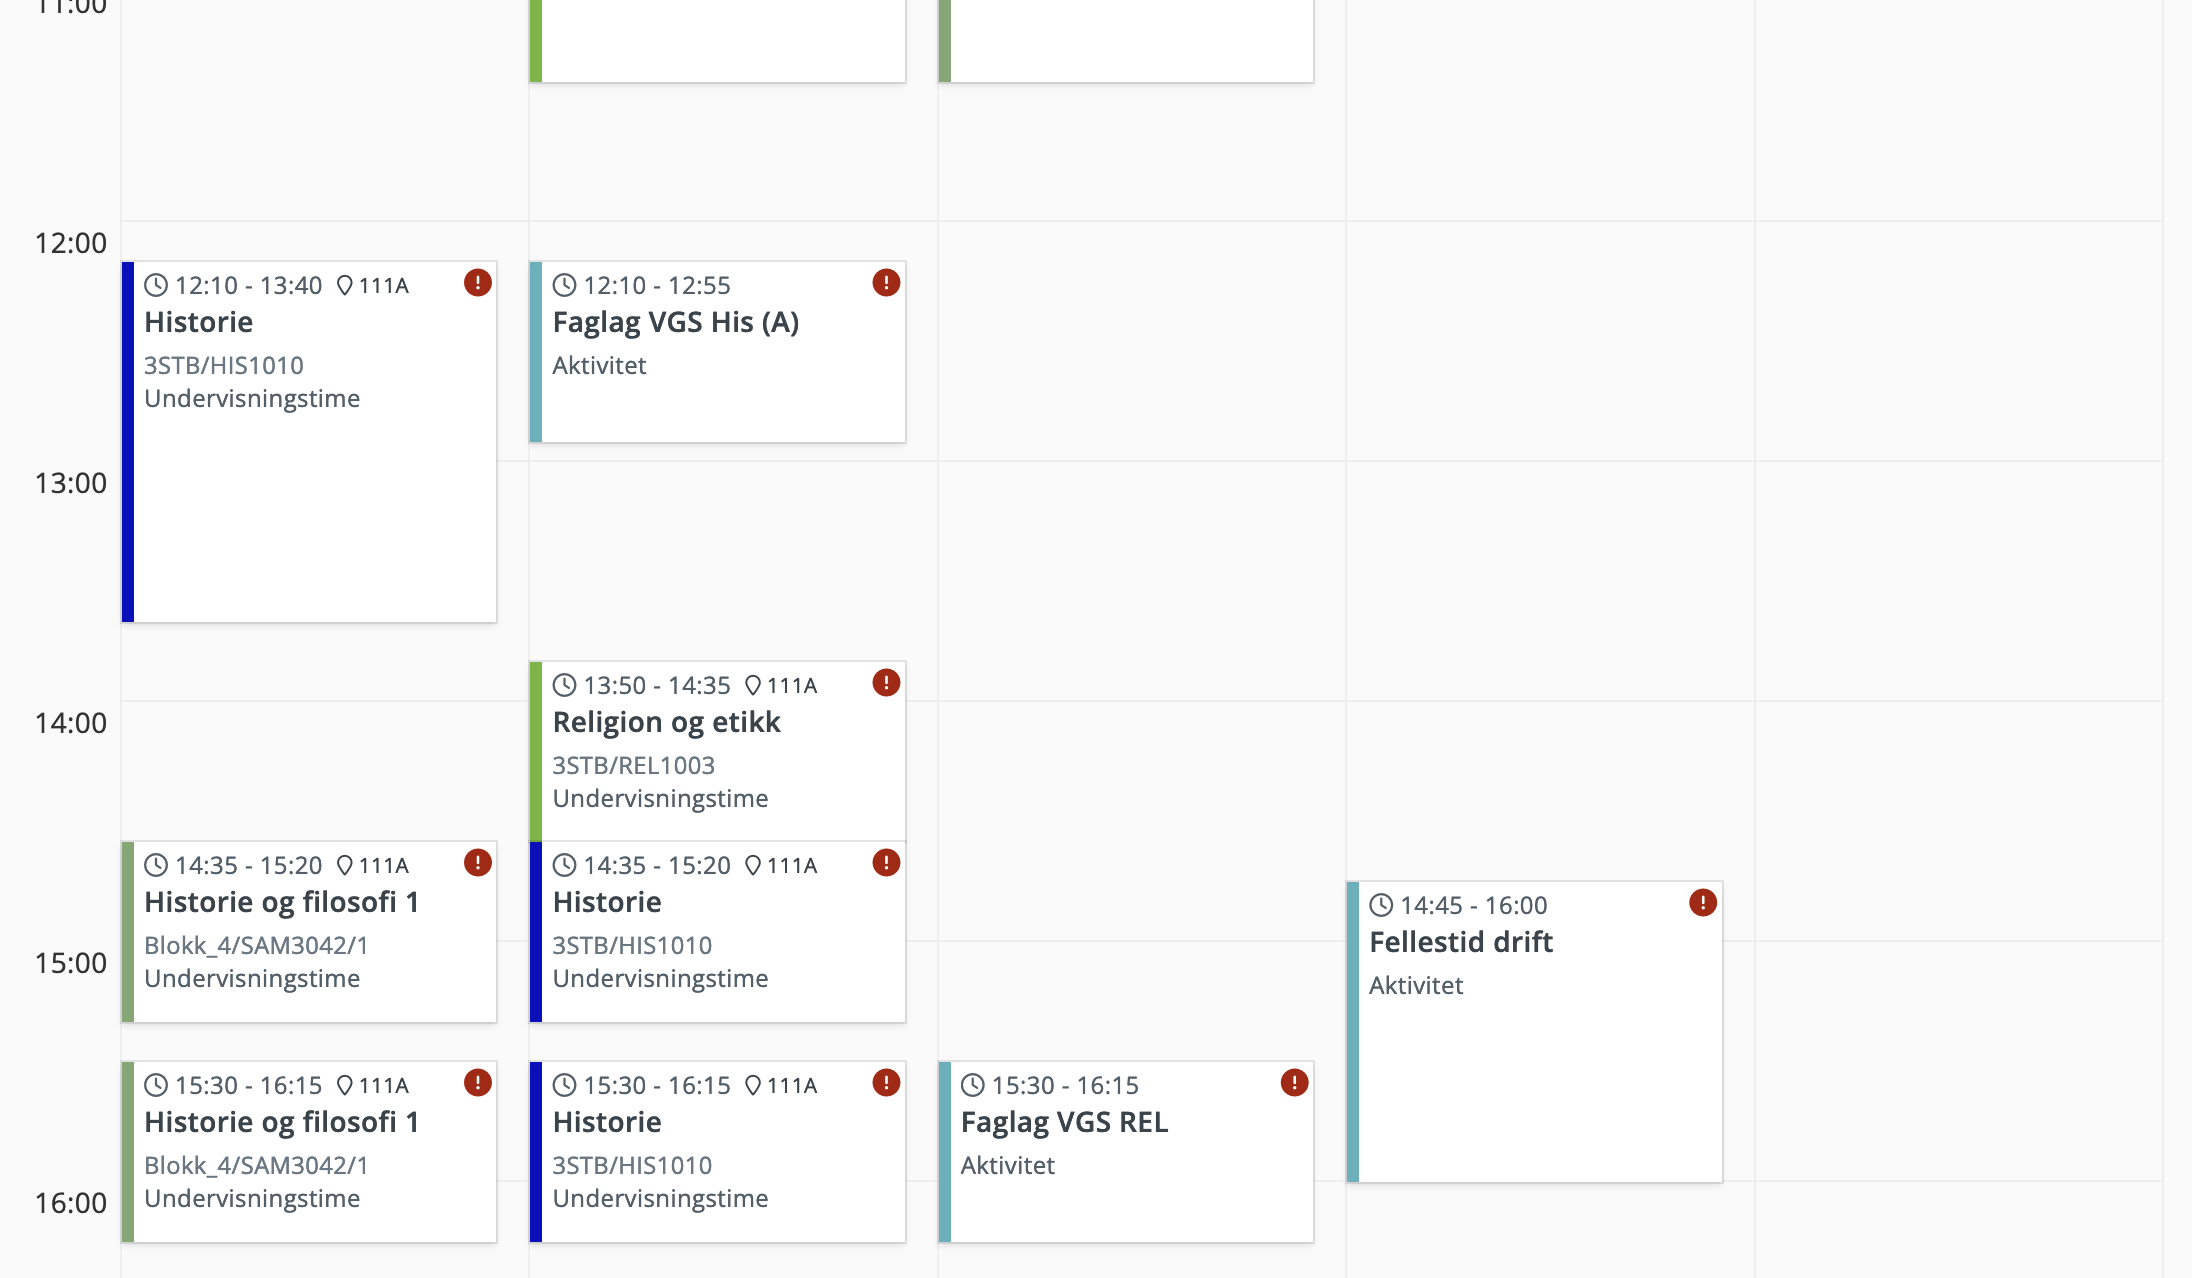 11:00
12:00
12:10 - 13:40 111A
Historie
3STB/HIS1010
Undervisningstime
12:10 - 12:55
Faglag VGS His (A)
Aktivitet
13:00
13:50 - 14:35 111A
Religion og etikk
3STB/REL1003
Undervisningstime
14:00
14:35 - 15:20 111A
Historie og filosofi 1
Blokk_4/SAM3042/1
Undervisningstime
14:35 - 15:20 111A
Historie
3STB/HIS1010
Undervisningstime
14:45 - 16:00
Fellestid drift
Aktivitet
15:00
15:30 - 16:15 111A
Historie og filosofi 1
Blokk_4/SAM3042/1
Undervisningstime
15:30 - 16:15 111A
Historie
3STB/HIS1010
Undervisningstime
15:30 - 16:15
Faglag VGS REL
Aktivitet
16:00